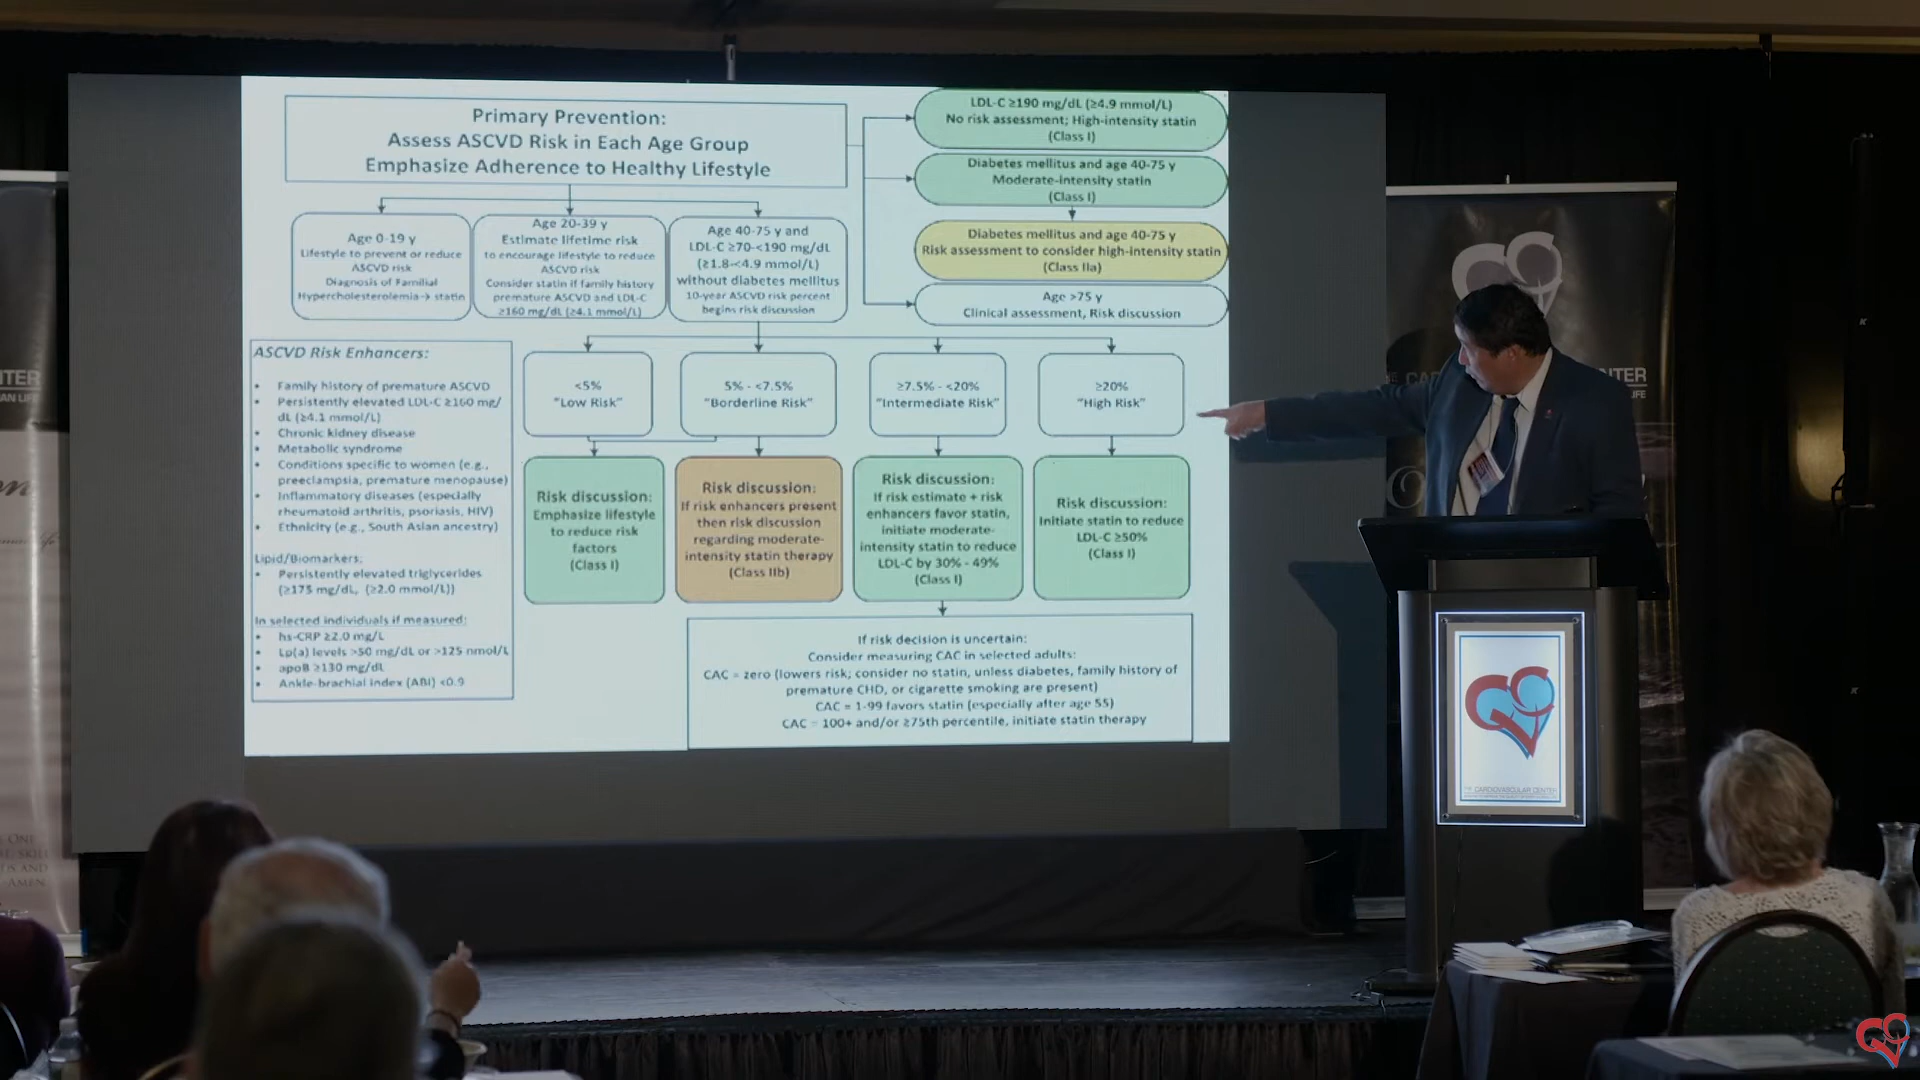 Primary Prevention:
Assess ASCVD Risk in Each Age Group
Emphasize Adherence to Healthy Lifestyle
LDL-C ≥190 mg/dL (≥4.9 mmol/L)
No risk assessment; High-intensity statin
(Class I)
Diabetes mellitus and age 40-75 y
Moderate-intensity statin
(Class I)
Diabetes mellitus and age 40-75 y
Risk assessment to consider high-intensity statin
(Class IIa)
Age >75 y
Clinical assessment, Risk discussion
Age 0-19 y
Lifestyle to prevent or reduce
ASCVD risk
Diagnosis of Familial
Hypercholesterolemia→ statin
Age 20-39 y
Estimate lifetime risk
to encourage lifestyle to reduce
ASCVD risk
Consider statin if family history
premature ASCVD and LDL-C
≥160 mg/dL (≥4.1 mmol/L)
Age 40-75 y and
LDL-C ≥70-<190 mg/dL
(≥1.8-<4.9 mmol/L)
without diabetes mellitus
10-year ASCVD risk percent
begins risk discussion
ASCVD Risk Enhancers:
• Family history of premature ASCVD
• Persistently elevated LDL-C ≥160 mg/
dL (≥4.1 mmol/L)
• Chronic kidney disease
• Metabolic syndrome
• Conditions specific to women (e.g.,
preeclampsia, premature menopause)
• Inflammatory diseases (especially
rheumatoid arthritis, psoriasis, HIV)
• Ethnicity (e.g., South Asian ancestry)
Lipid/Biomarkers:
• Persistently elevated triglycerides
(≥175 mg/dL, (≥2.0 mmol/L))
In selected individuals if measured:
• hs-CRP ≥2.0 mg/L
• Lp(a) levels >50 mg/dL or >125 nmol/L
• apoB ≥130 mg/dL
• Ankle-brachial index (ABI) <0.9
<5%
"Low Risk"
5% - <7.5%
"Borderline Risk"
≥7.5% - <20%
"Intermediate Risk"
≥20%
"High Risk"
Risk discussion:
Emphasize lifestyle
to reduce risk
factors
(Class I)
Risk discussion:
If risk enhancers present
then risk discussion
regarding moderate-
intensity statin therapy
(Class IIb)
Risk discussion:
If risk estimate + risk
enhancers favor statin,
initiate moderate-
intensity statin to reduce
LDL-C by 30% - 49%
(Class I)
Risk discussion:
Initiate statin to reduce
LDL-C ≥50%
(Class I)
If risk decision is uncertain:
Consider measuring CAC in selected adults:
CAC = zero (lowers risk; consider no statin, unless diabetes, family history of
premature CHD, or cigarette smoking are present)
CAC = 1-99 favors statin (especially after age 55)
CAC = 100+ and/or ≥75th percentile, initiate statin therapy
NTER
AN LIFE
ONE
SKILL
AND
AMEN
NTER
LIFE
THE CARDIOVASCULAR CENTER